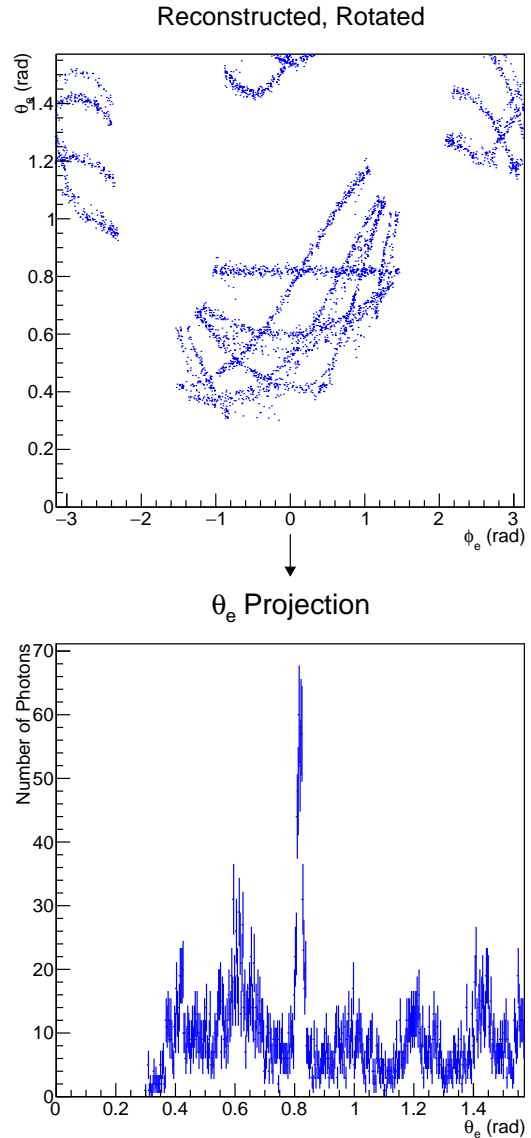 Reconstructed, Rotated
θe (rad)
1.4
1.2
1
0.8
0.6
0.4
0.2
0
−3 −2 −1 0 1 2 3
ϕe (rad)
θe Projection
Number of Photons
70
60
50
40
30
20
10
0
0 0.2 0.4 0.6 0.8 1 1.2 1.4
θe (rad)